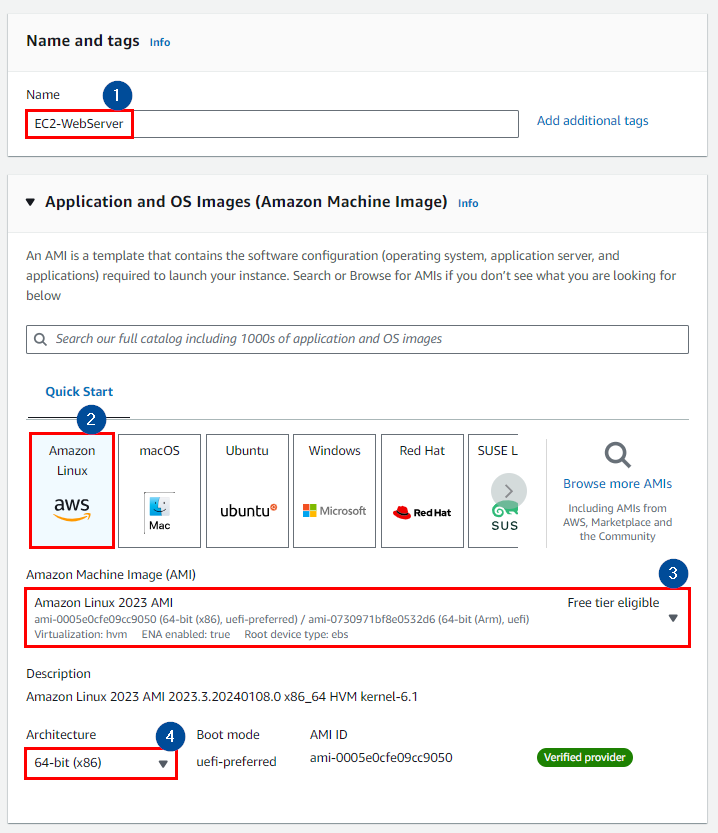 Name and tags Info
Name
1
EC2-WebServer
Add additional tags
Application and OS Images (Amazon Machine Image) Info
An AMI is a template that contains the software configuration (operating system, application server, and
applications) required to launch your instance. Search or Browse for AMIs if you don't see what you are looking for
below
Search our full catalog including 1000s of application and OS images
Quick Start
2
Amazon
Linux
aws
macOS
Mac
Ubuntu
ubuntu
Windows
Microsoft
Red Hat
Red Hat
SUSE L
SUS
Browse more AMIs
Including AMIs from
AWS, Marketplace and
the Community
Amazon Machine Image (AMI)
3
Amazon Linux 2023 AMI
Free tier eligible
ami-0005e0cfe09cc9050 (64-bit (x86), uefi-preferred) / ami-0730971bf8e0532d6 (64-bit (Arm), uefi)
Virtualization: hvm ENA enabled: true Root device type: ebs
Description
Amazon Linux 2023 AMI 2023.3.20240108.0 x86_64 HVM kernel-6.1
Architecture
4
64-bit (x86)
Boot mode
uefi-preferred
AMI ID
ami-0005e0cfe09cc9050
Verified provider